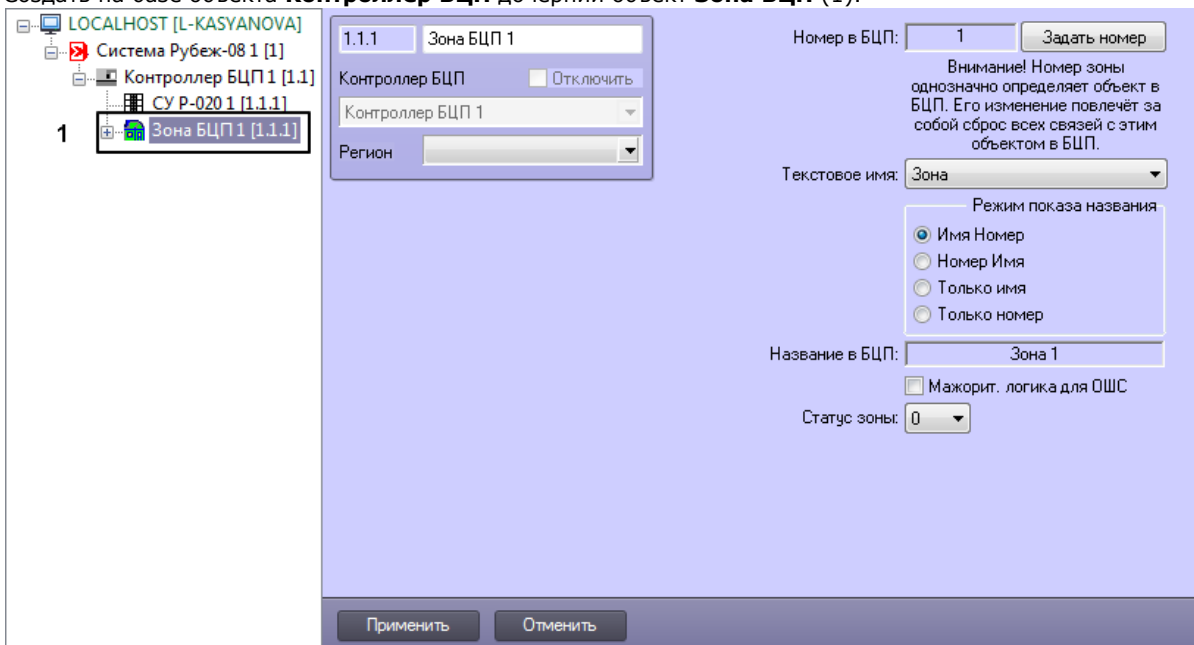 Создать на базе объекта Контроллер БЦП дочерний объект Зона БЦП (1).
LOCALHOST [L-KASYANOVA]
Система Рубеж-08 1 [1]
Контроллер БЦП 1 [1.1]
СУ Р-020 1 [1.1.1]
1
Зона БЦП 1 [1.1.1]
1.1.1 Зона БЦП 1
Контроллер БЦП Отключить
Контроллер БЦП 1
Регион
Номер в БЦП: 1 Задать номер
Внимание! Номер зоны
однозначно определяет объект в
БЦП. Его изменение повлечёт за
собой сброс всех связей с этим
объектом в БЦП.
Текстовое имя: Зона
Режим показа названия
Имя Номер
Номер Имя
Только имя
Только номер
Название в БЦП: Зона 1
Мажорит. логика для ОШС
Статус зоны: 0
Применить Отменить